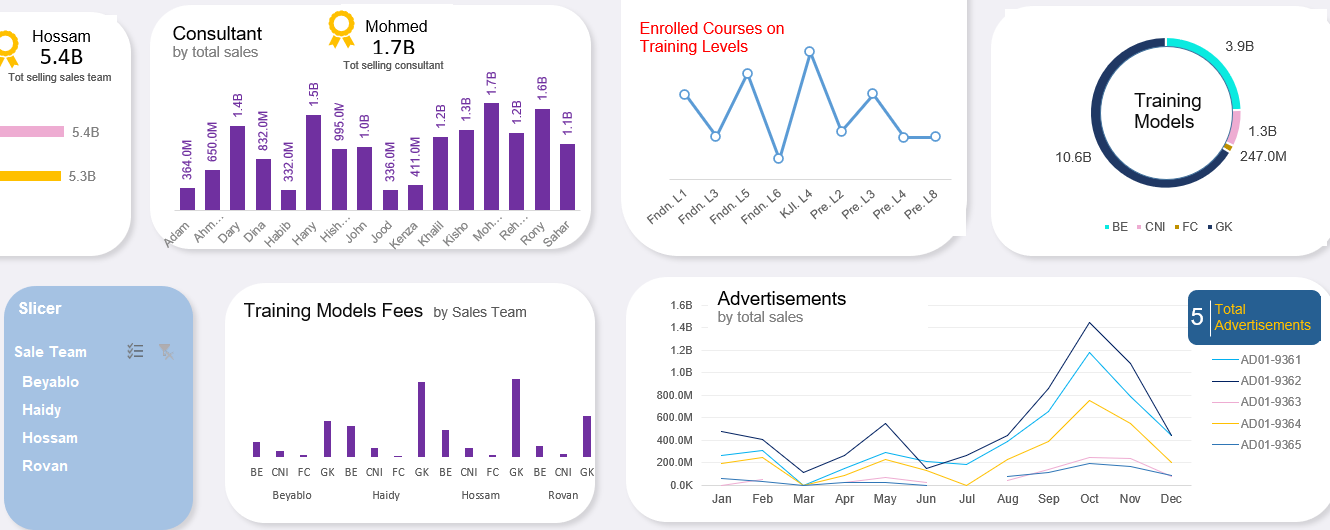 Hossam
5.4B
Tot selling sales team
5.4B
5.3B
Consultant
by total sales
Mohmed
1.7B
Tot selling consultant
364.0M
650.0M
1.4B
832.0M
332.0M
1.5B
995.0M
1.0B
336.0M
411.0M
1.2B
1.3B
1.7B
1.2B
1.6B
1.1B
Adam
Ahm...
Dary
Dina
Habib
Hany
Hish...
John
Jood
Kenza
Khalil
Kisho
Moh...
Reh...
Rony
Sahar
Enrolled Courses on
Training Levels
Fndn. L1
Fndn. L3
Fndn. L5
Fndn. L6
KJI. L4
Pre. L2
Pre. L3
Pre. L4
Pre. L8
Training
Models
3.9B
1.3B
247.0M
10.6B
BE CNI FC GK
Slicer
Sale Team
Beyablo
Haidy
Hossam
Rovan
Training Models Fees by Sales Team
BE CNI FC GK BE CNI FC GK BE CNI FC GK BE CNI GK
Beyablo Haidy Hossam Rovan
Advertisements
by total sales
5
Total
Advertisements
1.6B
1.4B
1.2B
1.0B
800.0M
600.0M
400.0M
200.0M
0.0K
Jan Feb Mar Apr May Jun Jul Aug Sep Oct Nov Dec
AD01-9361
AD01-9362
AD01-9363
AD01-9364
AD01-9365